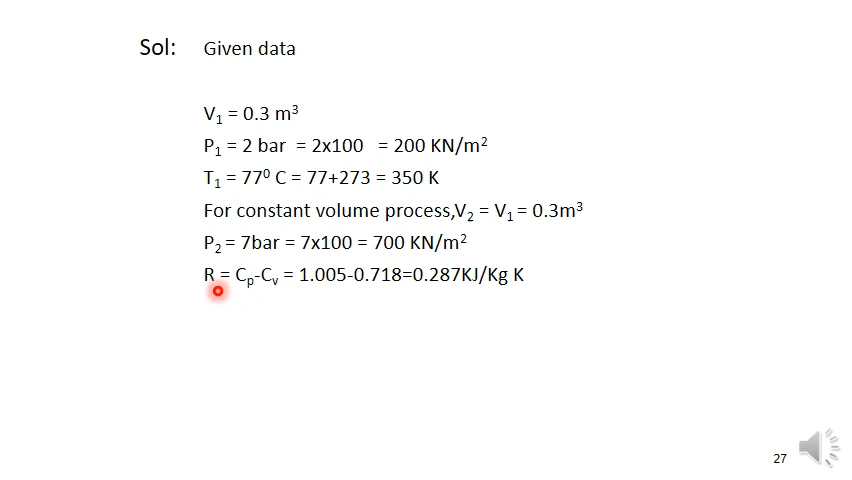 Sol: Given data
V₁ = 0.3 m³
P₁ = 2 bar = 2x100 = 200 KN/m²
T₁ = 77⁰ C = 77+273 = 350 K
For constant volume process,V₂ = V₁ = 0.3m³
P₂ = 7bar = 7x100 = 700 KN/m²
R = Cₚ-Cᵥ = 1.005-0.718=0.287KJ/Kg K
27